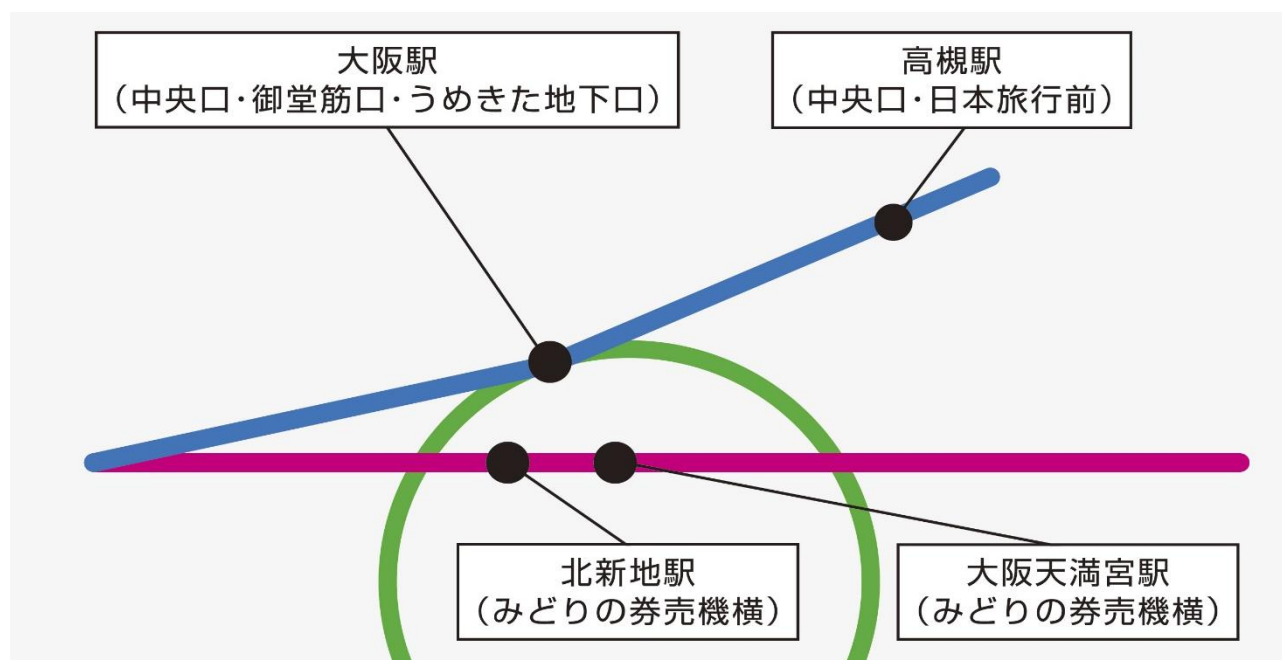 大阪駅
（中央口･御堂筋口･うめきた地下口）
高槻駅
（中央口･日本旅行前）
北新地駅
（みどりの券売機横）
大阪天満宮駅
（みどりの券売機横）